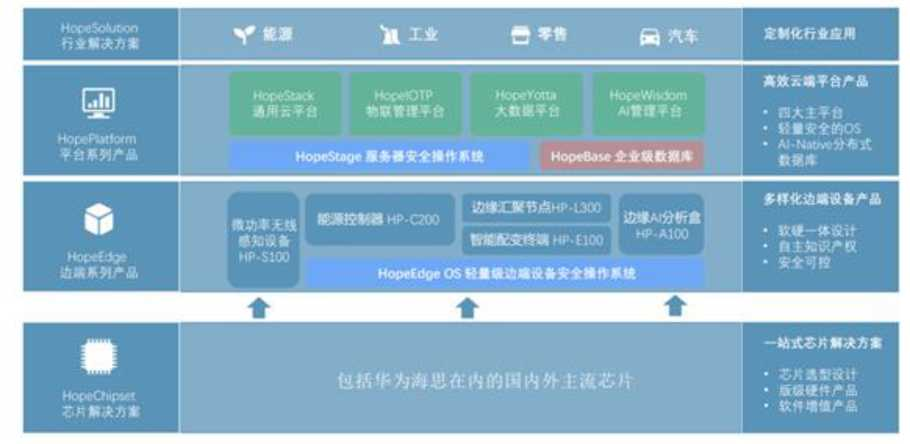 HopeSolution
行业解决方案
能源
工业
零售
汽车
定制化行业应用
HopePlatform
平台系列产品
HopeStack
通用云平台
HopeIOTP
物联管理平台
HopeYotta
大数据平台
HopeWisdom
AI管理平台
HopeStage 服务器安全操作系统
HopeBase 企业级数据库
高效云端平台产品
• 四大主平台
• 轻量安全的OS
• AI-Native分布式
数据库
HopeEdge
边端系列产品
微功率无线
感知设备
HP-S100
能源控制器 HP-C200
边缘汇聚节点HP-L300
智能配变终端 HP-E100
边缘AI分析盒
HP-A100
HopeEdge OS 轻量级边端设备安全操作系统
多样化边端设备产品
• 软硬一体设计
• 自主知识产权
• 安全可控
HopeChipset
芯片解决方案
包括华为海思在内的国内外主流芯片
一站式芯片解决方案
• 芯片选型设计
• 版级硬件产品
• 软件增值产品